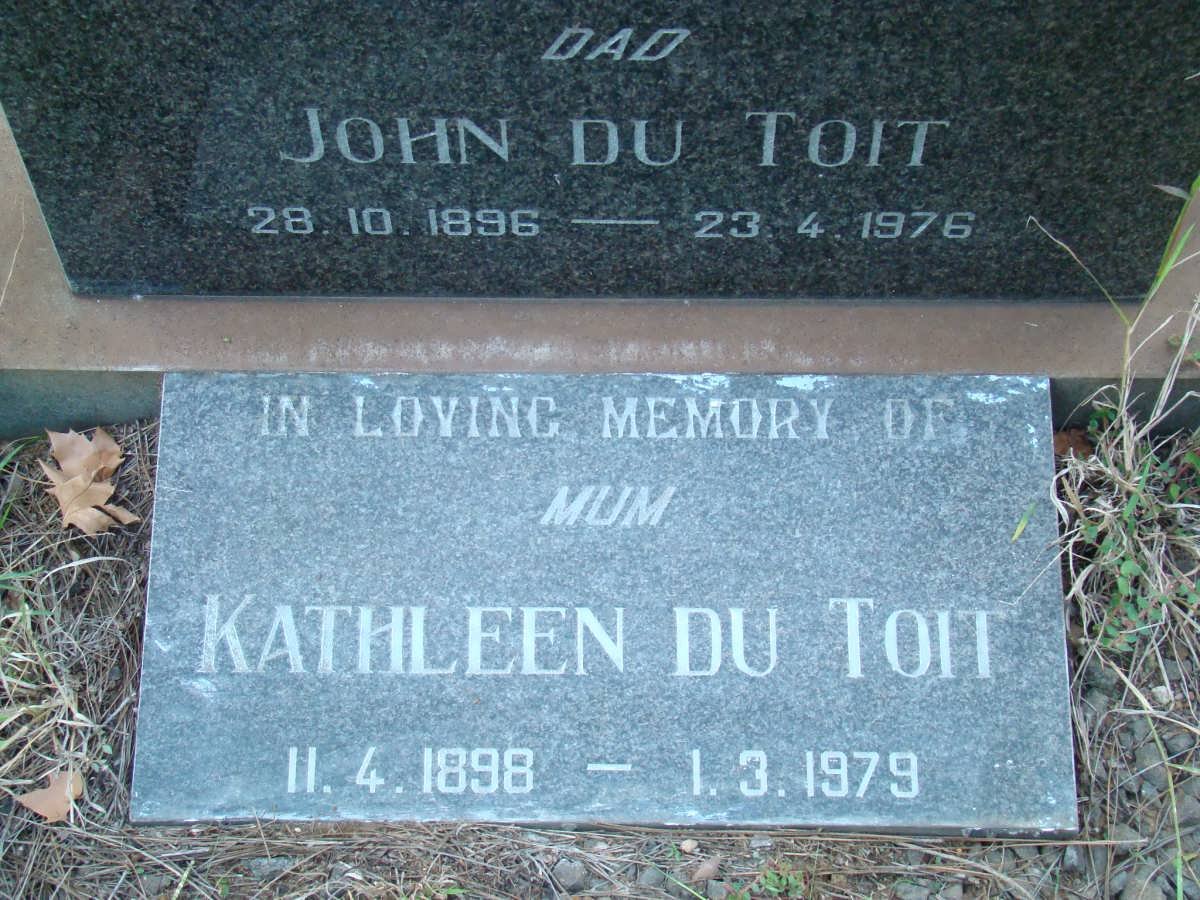 DAD
JOHN DU TOIT
28.10.1896 — 23.4.1976
IN LOVING MEMORY OF
MUM
KATHLEEN DU TOIT
11.4.1898 — 1.3.1979